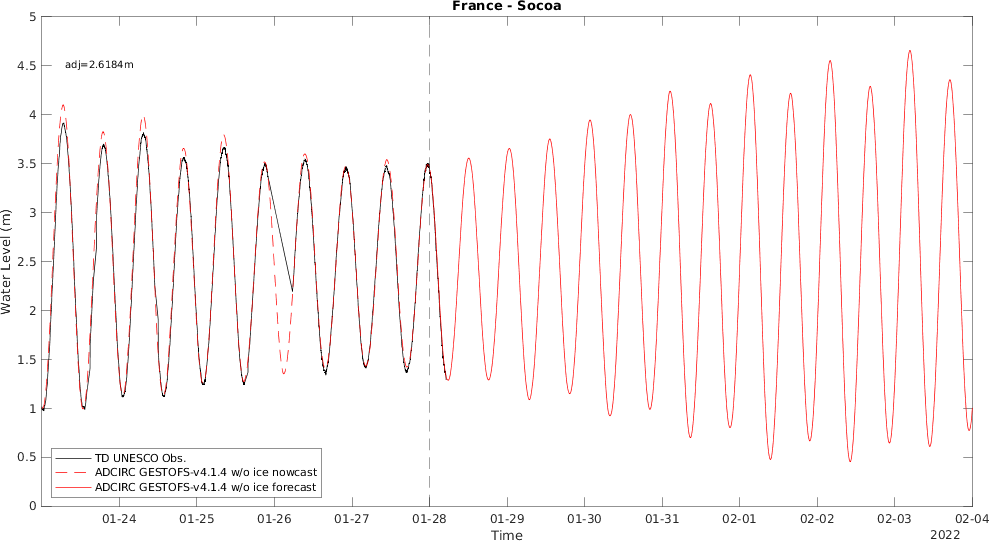 France - Socoa
5
4.5
4
3.5
3
2.5
2
1.5
1
0.5
0
Water Level (m)
adj=2.6184m
TD UNESCO Obs.
ADCIRC GESTOFS-v4.1.4 w/o ice nowcast
ADCIRC GESTOFS-v4.1.4 w/o ice forecast
01-24 01-25 01-26 01-27 01-28 01-29 01-30 01-31 02-01 02-02 02-03 02-04
Time
2022